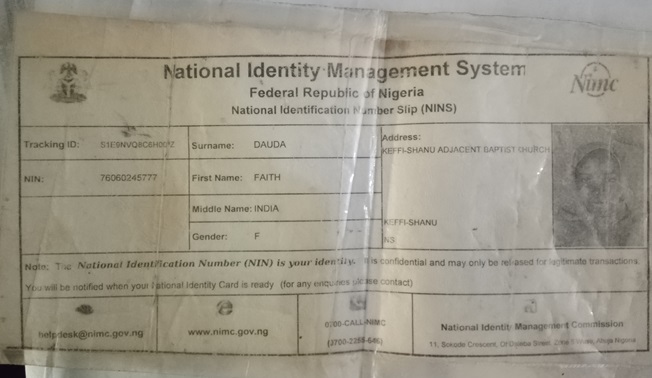 National Identity Management System
Federal Republic of Nigeria
National Identification Number Slip (NINS)
Nimc
Tracking ID:
Surname: DAUDA
Address:
KEFFI-SHANU ADJACENT BAPTIST CHURCH
NIN: 76060245777
First Name: FAITH
Middle Name: INDIA
KEFFI-SHANU
Gender: F
NS
Note: The National Identification Number (NIN) is your identity. It is confidential and may only be released for legitimate transactions.
You will be notified when your National Identity Card is ready (for any enquiries please contact)
helpdesk@nimc.gov.ng
www.nimc.gov.ng
0700-CALL-NIMC
National Identity Management Commission
11, Sokode Crescent,